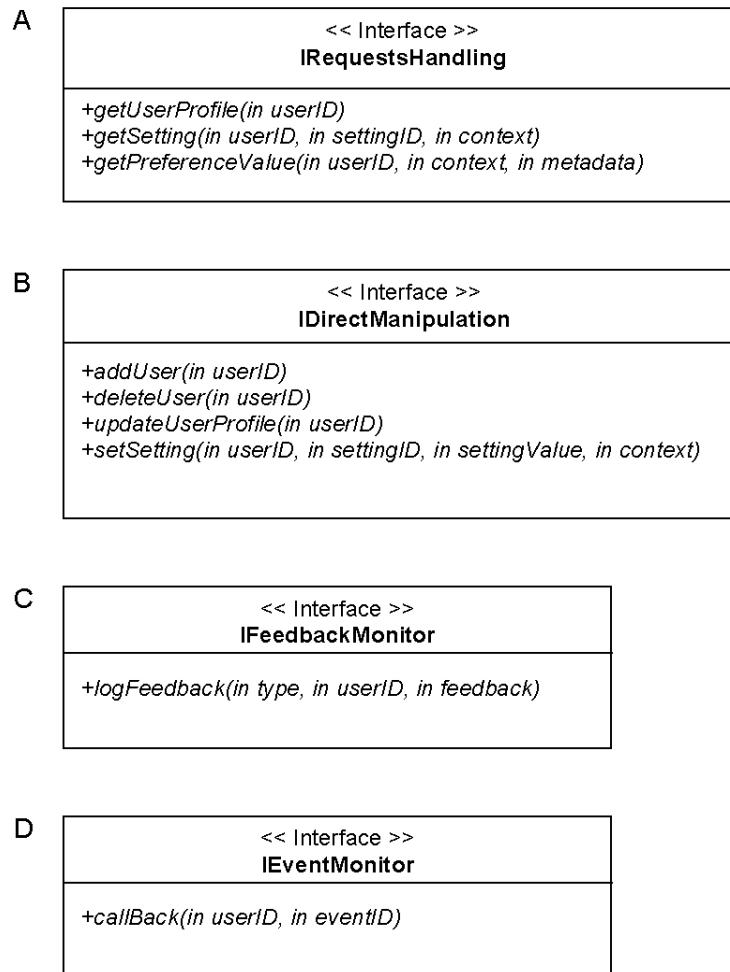 A
<< Interface >>
IRequestsHandling
+getUserProfile(in userID)
+getSetting(in userID, in settingID, in context)
+getPreferenceValue(in userID, in context, in metadata)
B
<< Interface >>
IDirectManipulation
+addUser(in userID)
+deleteUser(in userID)
+updateUserProfile(in userID)
+setSetting(in userID, in settingID, in settingValue, in context)
C
<< Interface >>
IFeedbackMonitor
+logFeedback(in type, in userID, in feedback)
D
<< Interface >>
IEventMonitor
+callBack(in userID, in eventID)